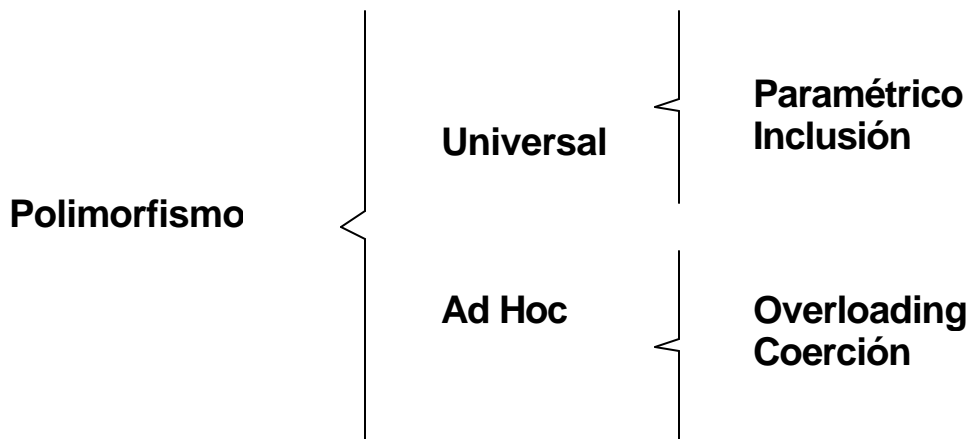 Polimorfismo
Universal
Paramétrico
Inclusión
Ad Hoc
Overloading
Coerción